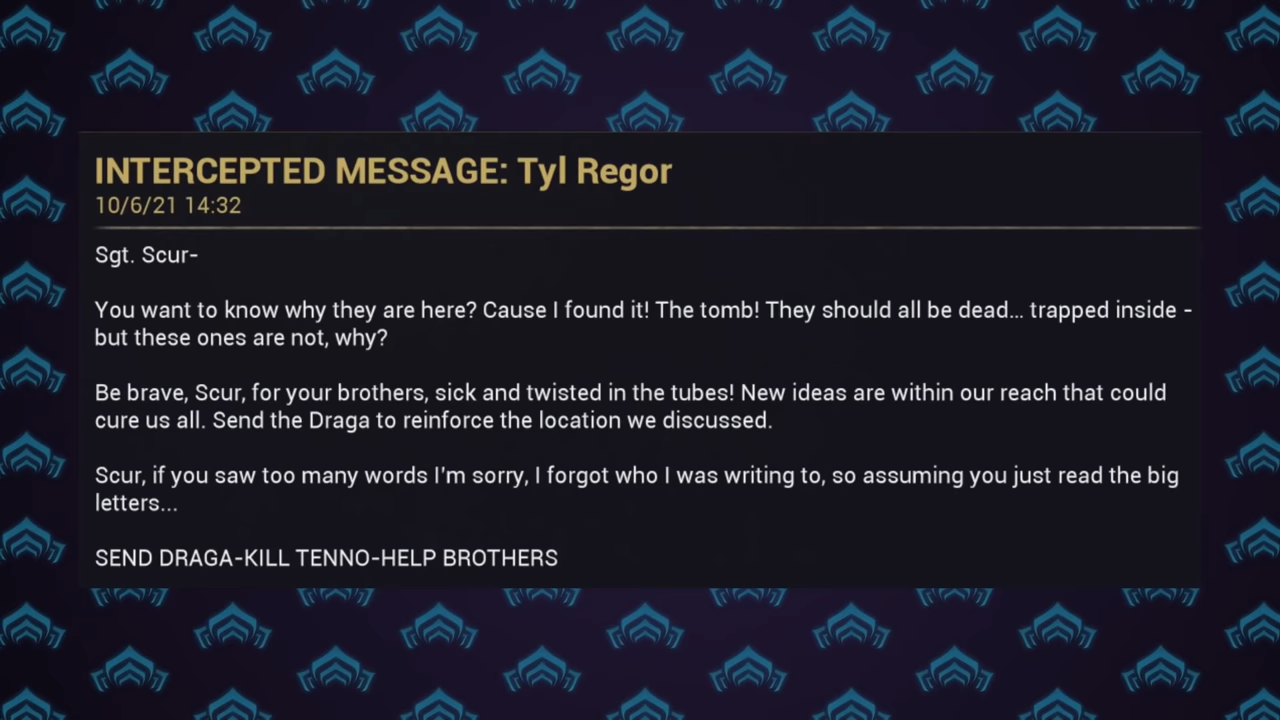 INTERCEPTED MESSAGE: Tyl Regor
10/6/21 14:32
Sgt. Scur-
You want to know why they are here? Cause I found it! The tomb! They should all be dead... trapped inside -
but these ones are not, why?
Be brave, Scur, for your brothers, sick and twisted in the tubes! New ideas are within our reach that could
cure us all. Send the Draga to reinforce the location we discussed.
Scur, if you saw too many words I'm sorry, I forgot who I was writing to, so assuming you just read the big
letters...
SEND DRAGA-KILL TENNO-HELP BROTHERS